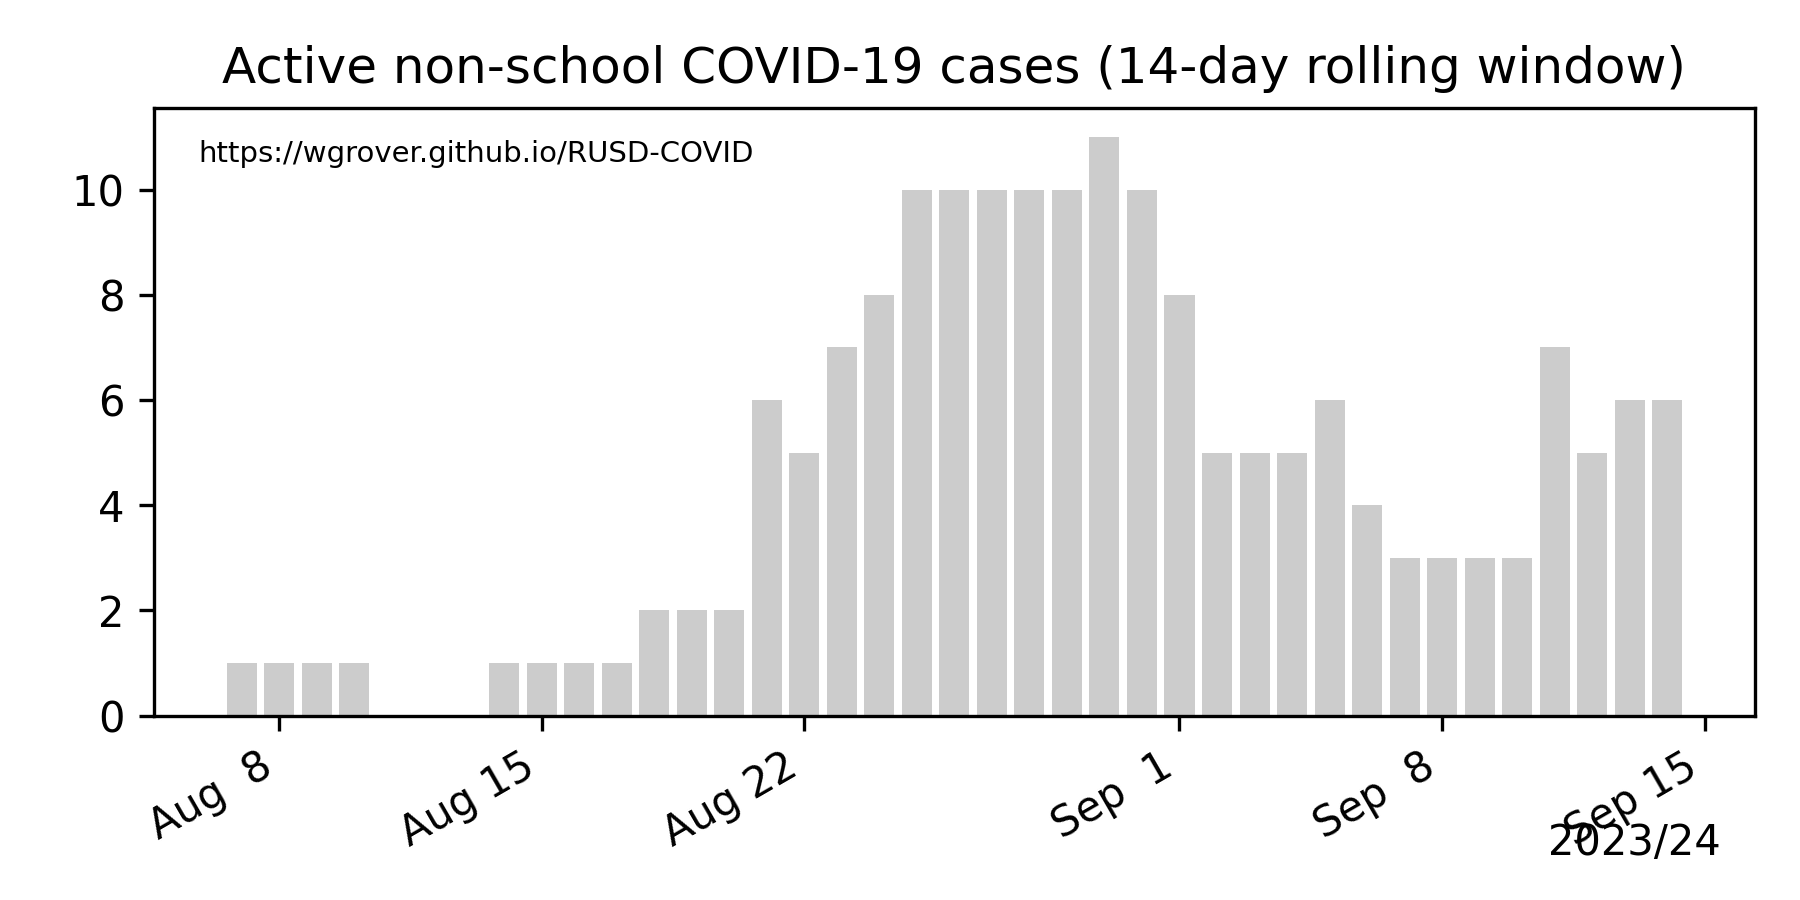 Active non-school COVID-19 cases (14-day rolling window)
https://wgrover.github.io/RUSD-COVID
10
8
6
4
2
0
Aug 8
Aug 15
Aug 22
Sep 1
Sep 8
Sep 15
2023/24